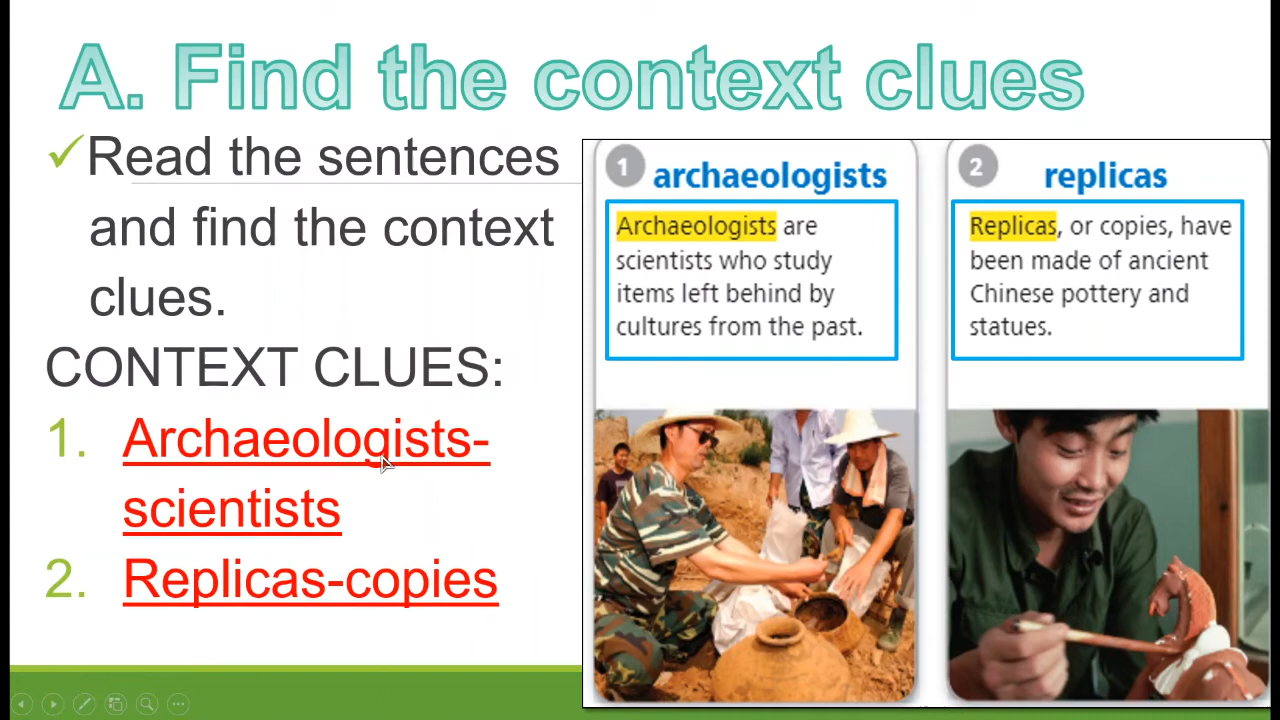 A. Find the context clues
Read the sentences
and find the context
clues.
CONTEXT CLUES:
1. Archaeologists-
scientists
2. Replicas-copies
1 archaeologists
Archaeologists are
scientists who study
items left behind by
cultures from the past.
2 replicas
Replicas, or copies, have
been made of ancient
Chinese pottery and
statues.